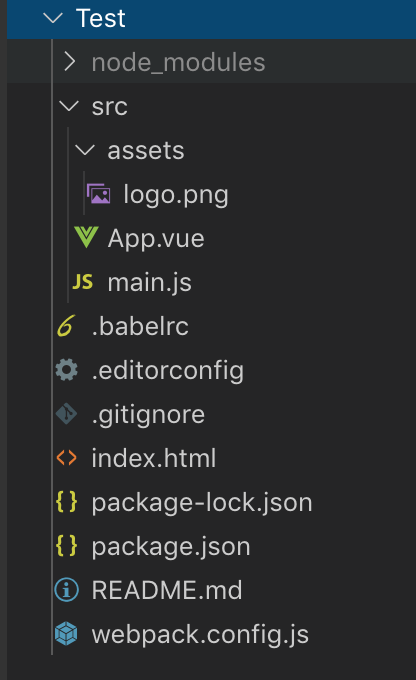 Test
node_modules
src
assets
logo.png
App.vue
JS main.js
.babelrc
.editorconfig
.gitignore
index.html
package-lock.json
package.json
README.md
webpack.config.js